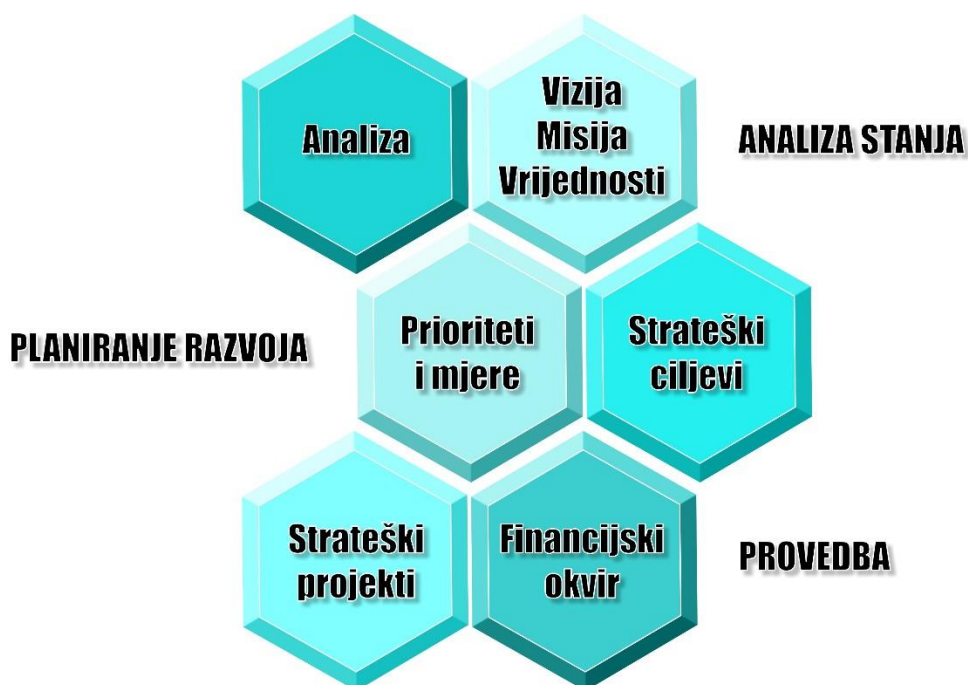 Analiza
Vizija
Misija
Vrijednosti
ANALIZA STANJA
PLANIRANJE RAZVOJA
Prioriteti
i mjere
Strateški
ciljevi
Strateški
projekti
Financijski
okvir
PROVEDBA